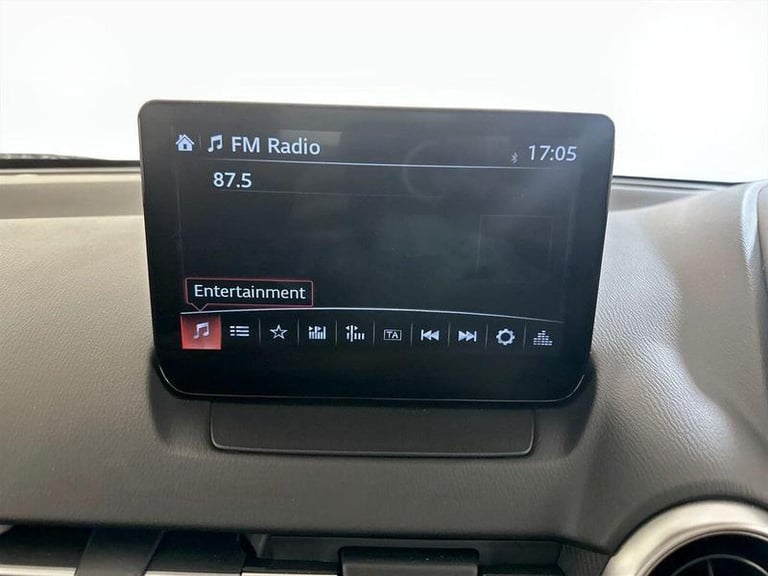 FM Radio 17:05
87.5
Entertainment
TA